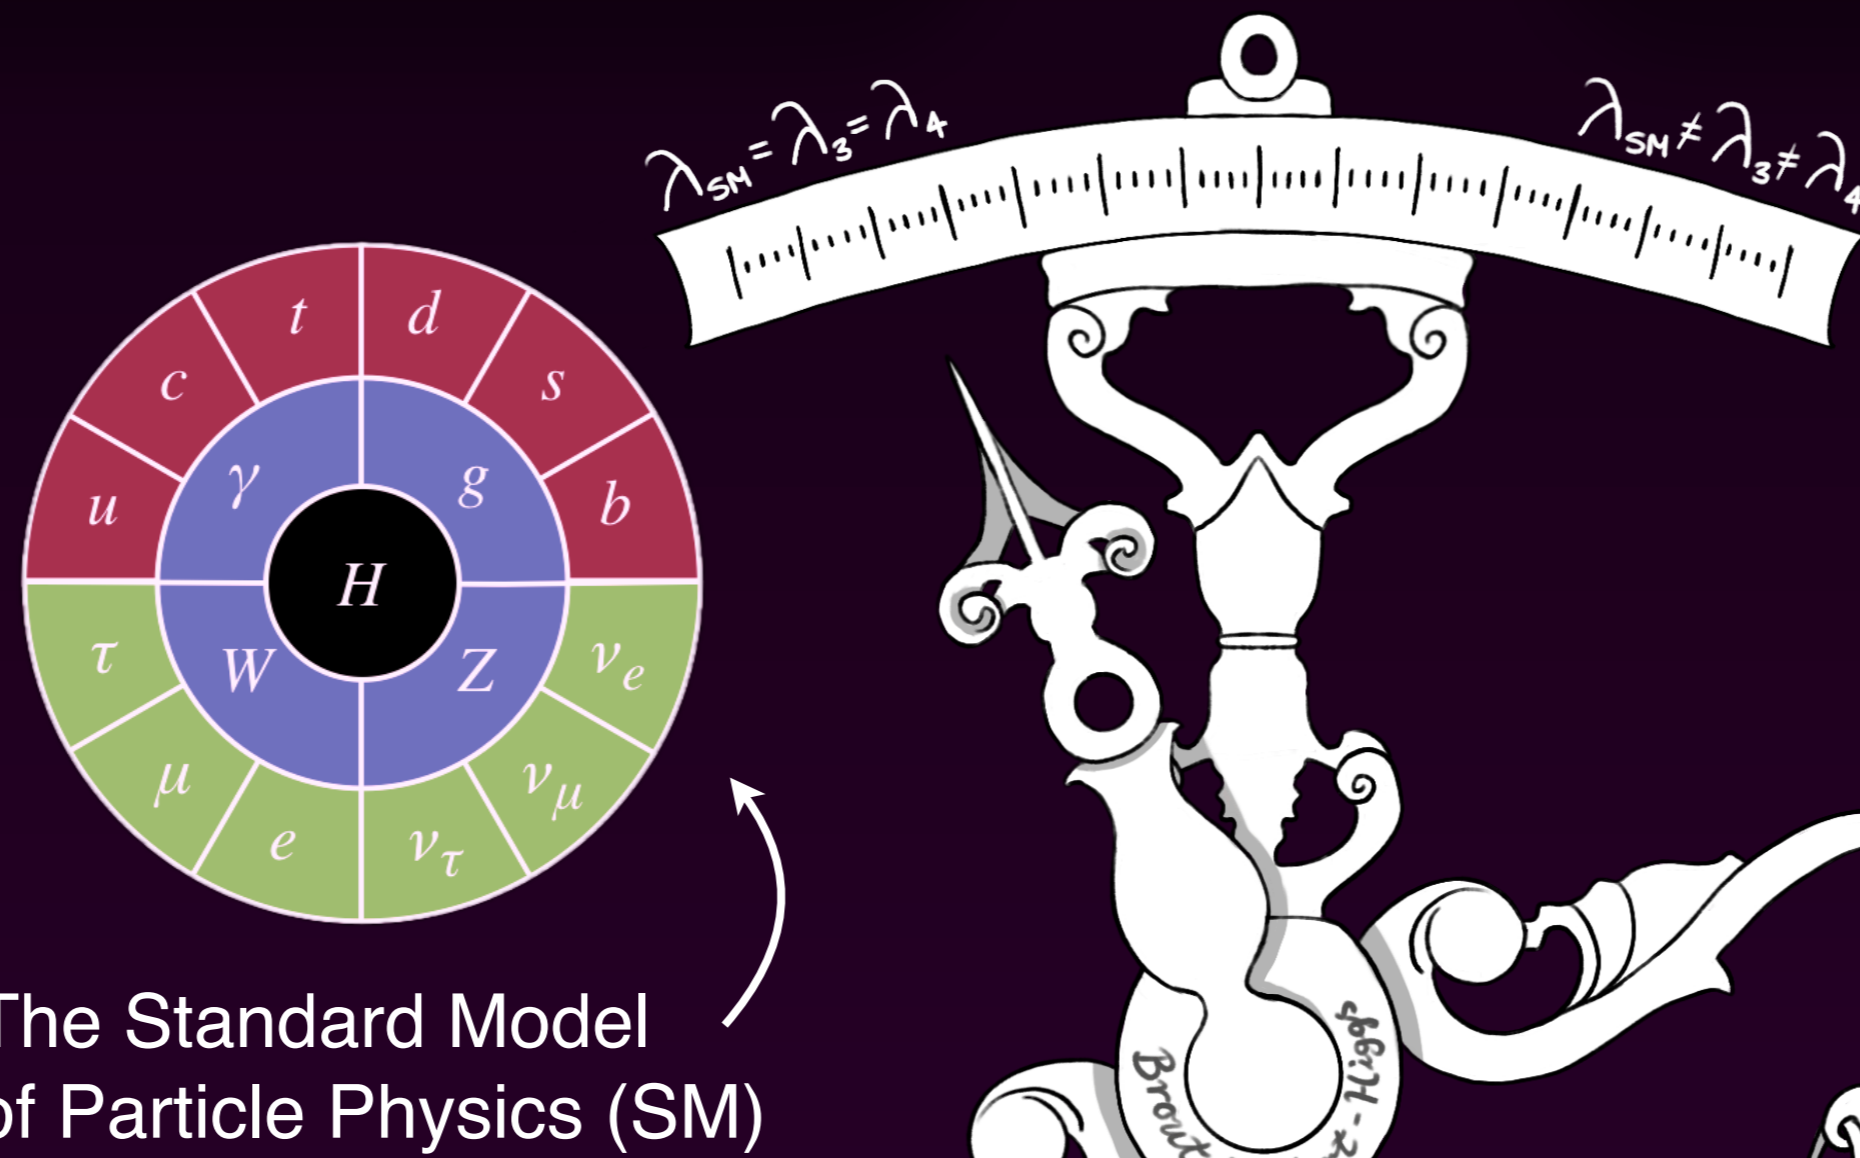 λSM = λ3 = λ4
λSM ≠ λ3 ≠ λ4
t d
c s
γ g
u b
H
τ W Z νe
μ νμ
e ντ
The Standard Model
of Particle Physics (SM)
Brout
- Higgs